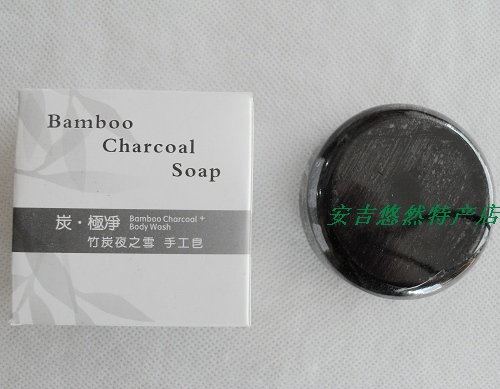 Bamboo
Charcoal
Soap
炭·極凈
Bamboo Charcoal +
Body Wash
竹炭夜之雪 手工皂
安吉悠然特产店